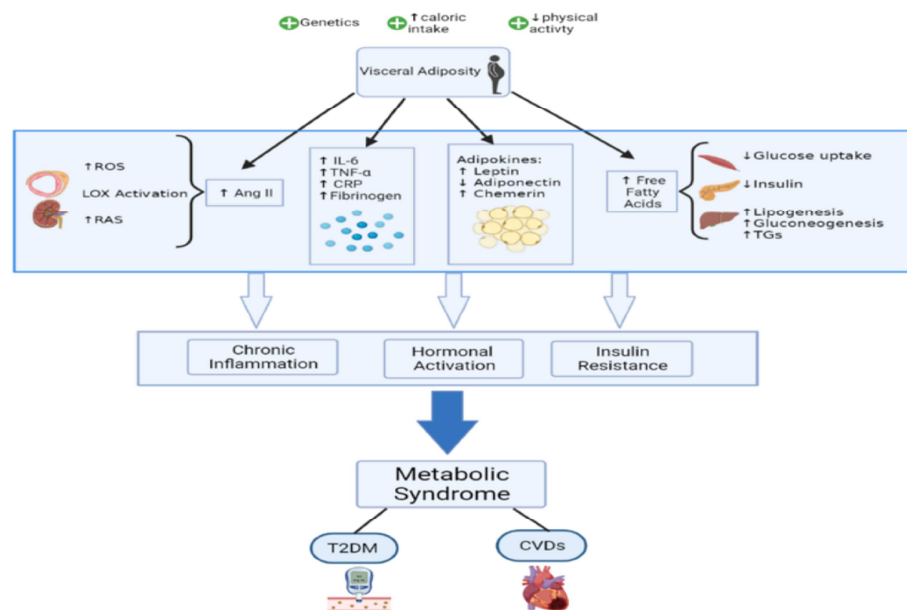 Genetics
↑ caloric
intake
↓ physical
activty
Visceral Adiposity
↑ROS
LOX Activation
↑RAS
↑ Ang II
↑ IL-6
↑TNF-α
↑ CRP
↑Fibrinogen
Adipokines:
↑ Leptin
↓ Adiponectin
↑ Chemerin
↑ Free
Fatty
Acids
↓Glucose uptake
↓Insulin
↑Lipogenesis
↑Gluconeogenesis
↑TGs
Chronic
Inflammation
Hormonal
Activation
Insulin
Resistance
Metabolic
Syndrome
T2DM
CVDs